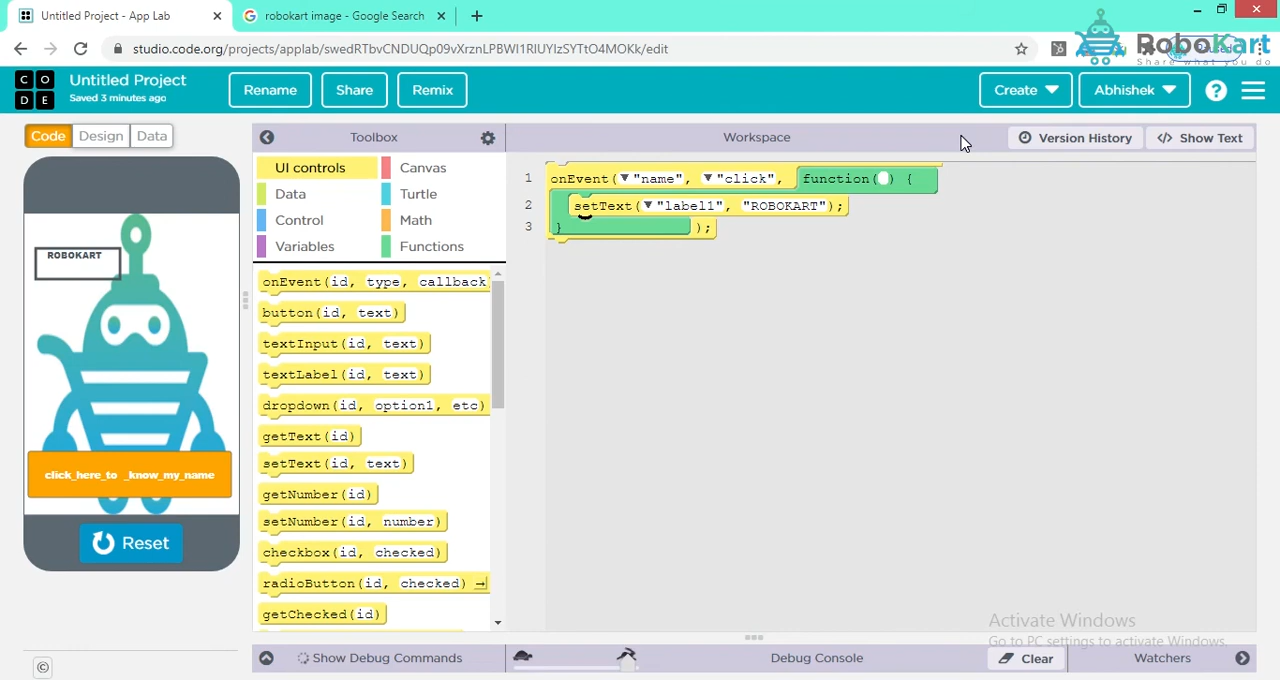 Untitled Project - App Lab
robokart image - Google Search
studio.code.org/projects/applab/swedRTbvCNDUQp09vXrznLPBWI1RIUYIzSYTtO4MOKk/edit
RoboKart
Share what you do
CODE
Untitled Project
Saved 3 minutes ago
Rename
Share
Remix
Create
Abhishek
?
Code
Design
Data
Toolbox
Workspace
Version History
</> Show Text
UI controls
Canvas
Data
Turtle
Control
Math
Variables
Functions
onEvent(id, type, callback
button(id, text)
textInput(id, text)
textLabel(id, text)
dropdown(id, option1, etc)
getText(id)
setText(id, text)
getNumber(id)
setNumber(id, number)
checkbox(id, checked)
radioButton(id, checked)
getChecked(id)
1 onEvent("name", "click", function() {
2 setText("label1", "ROBOKART");
3 } );
ROBOKART
click_here_to _know_my_name
Reset
Activate Windows
Go to PC settings to activate Windows.
©
Show Debug Commands
Debug Console
Clear
Watchers